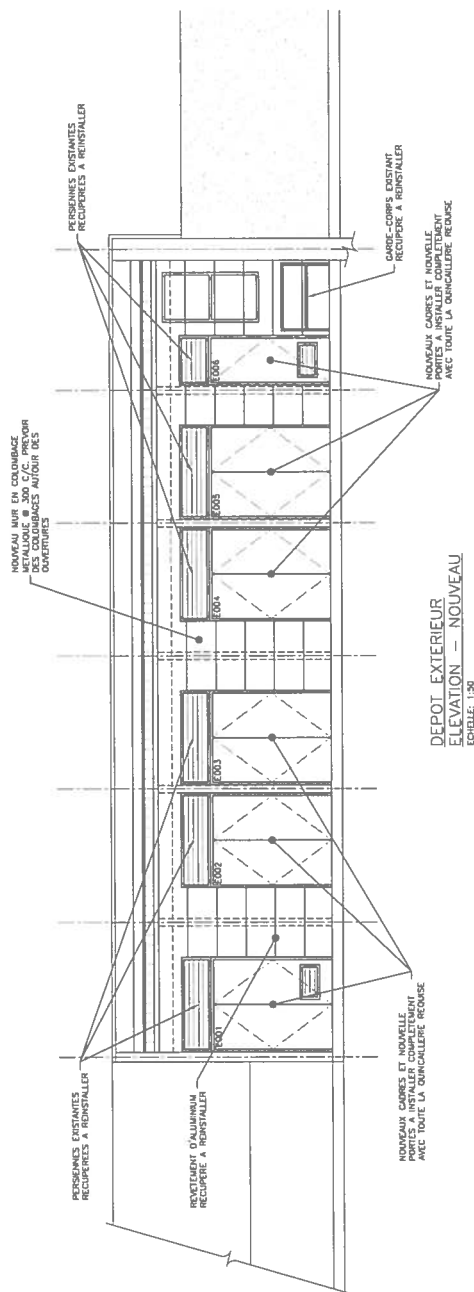 PERSIENNES EXISTANTES
RECUPEREES A REINSTALLER
REVETEMENT D'ALUMINIUM
RECUPERE A REINSTALLER
NOUVEAU MUR EN COLOMBAGE
METALLIQUE @ 300 C/C. PREVOIR
DES COLOMBAGES AUTOUR DES
OUVERTURES
PERSIENNES EXISTANTES
RECUPEREES A REINSTALLER
E001
E002
E003
E004
E005
E006
NOUVEAUX CADRES ET NOUVELLE
PORTES A INSTALLER COMPLETEMENT
AVEC TOUTE LA QUINCAILLERIE REQUISE
GARDE-CORPS EXISTANT
RECUPERE A REINSTALLER
NOUVEAUX CADRES ET NOUVELLE
PORTES A INSTALLER COMPLETEMENT
AVEC TOUTE LA QUINCAILLERIE REQUISE
DEPOT EXTERIEUR
ELEVATION - NOUVEAU
ECHELLE: 1:50